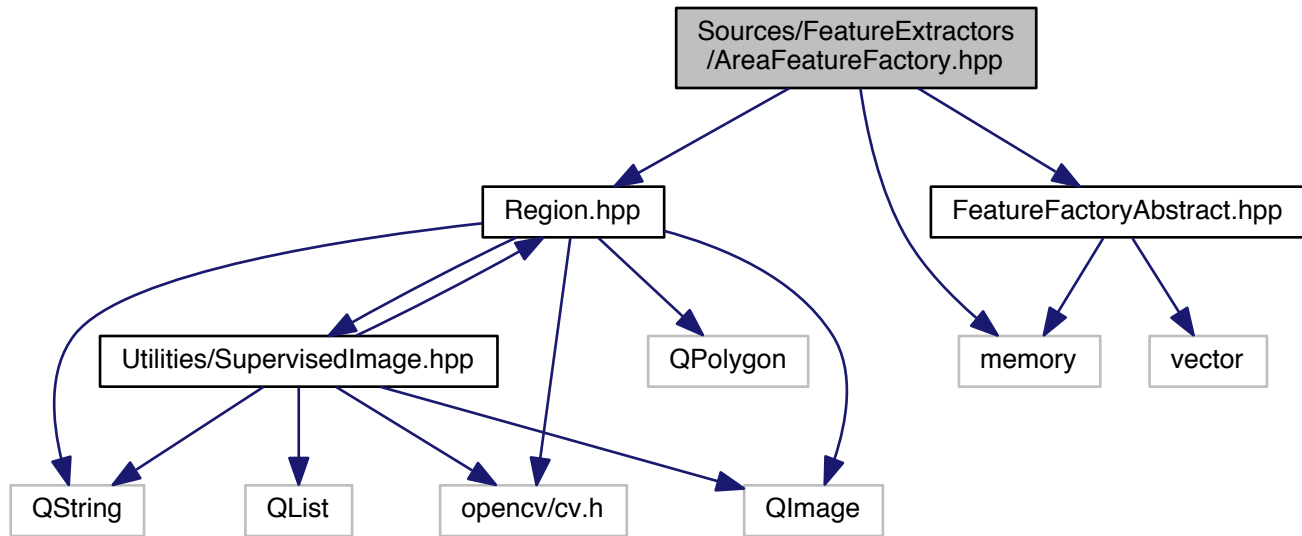 Sources/FeatureExtractors
/AreaFeatureFactory.hpp
Region.hpp
FeatureFactoryAbstract.hpp
Utilities/SupervisedImage.hpp
QPolygon
memory
vector
QString
QList
opencv/cv.h
QImage